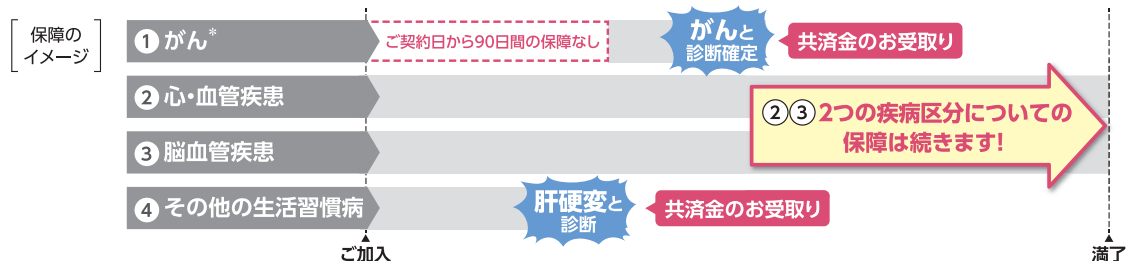 保障の
イメージ
①がん*
ご契約日から90日間の保障なし
がんと
診断確定
共済金のお受取り
②心・血管疾患
②③2つの疾病区分についての
保障は続きます!
③脳血管疾患
④その他の生活習慣病
肝硬変と
診断
共済金のお受取り
ご加入
満了